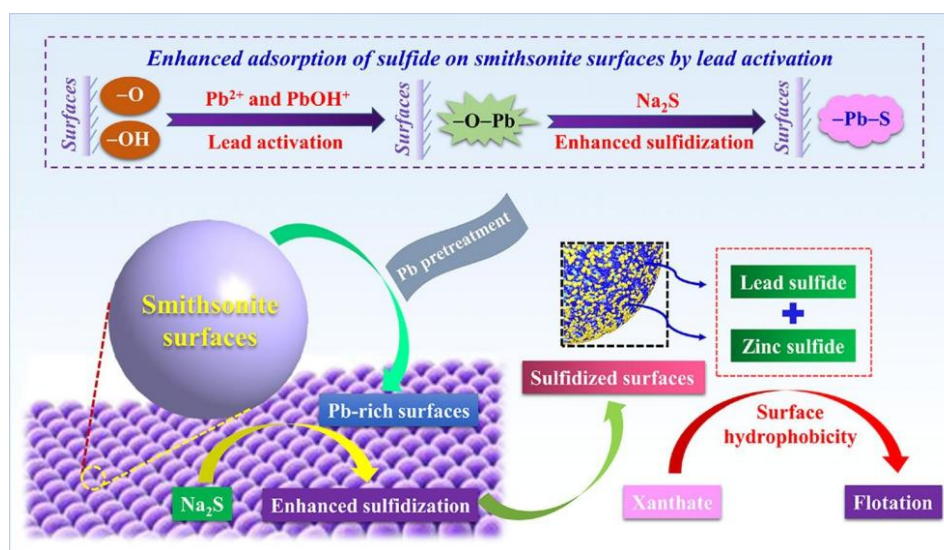 Enhanced adsorption of sulfide on smithsonite surfaces by lead activation
Surfaces
–O
–OH
Pb²⁺ and PbOH⁺
Lead activation
Surfaces
–O–Pb
Na₂S
Enhanced sulfidization
Surfaces
–Pb–S
Smithsonite
surfaces
Pb pretreatment
Pb-rich surfaces
Na₂S
Enhanced sulfidization
Sulfidized surfaces
Lead sulfide
Zinc sulfide
Surface
hydrophobicity
Xanthate
Flotation